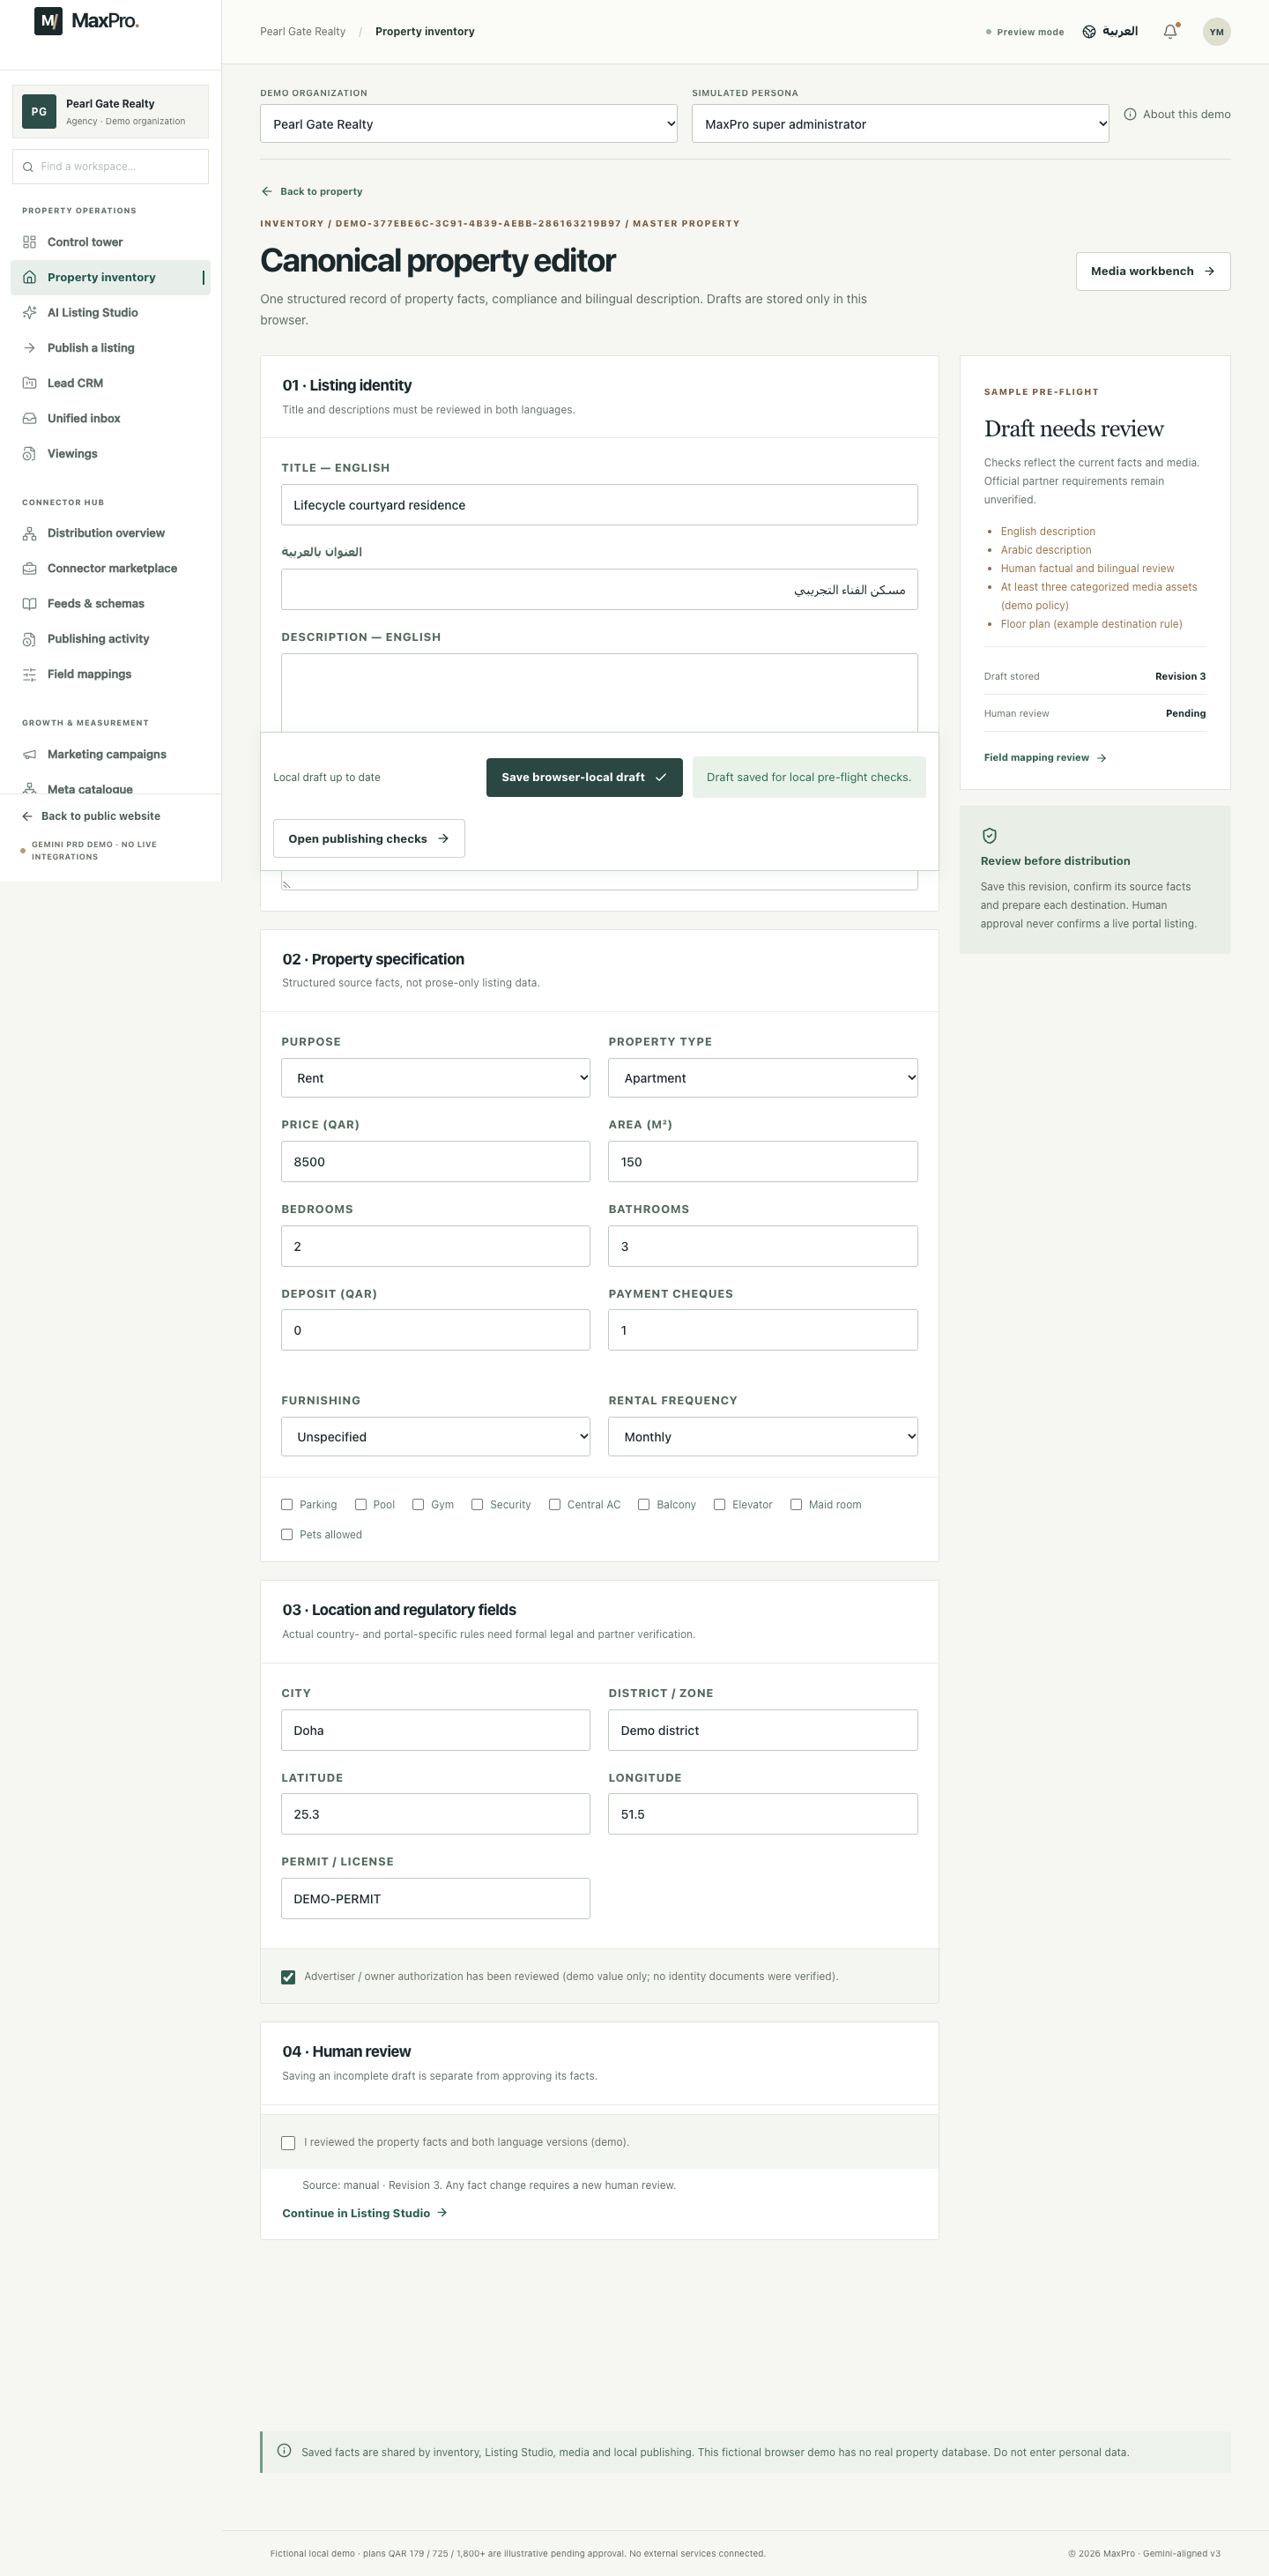 MaxPro.
PG
Pearl Gate Realty
Agency · Demo organization
Find a workspace...
PROPERTY OPERATIONS
Control tower
Property inventory
AI Listing Studio
Publish a listing
Lead CRM
Unified inbox
Viewings
CONNECTOR HUB
Distribution overview
Connector marketplace
Feeds & schemas
Publishing activity
Field mappings
GROWTH & MEASUREMENT
Marketing campaigns
Meta catalogue
Back to public website
GEMINI PRD DEMO · NO LIVE
INTEGRATIONS
Pearl Gate Realty / Property inventory
Preview mode
العربية
YM
DEMO ORGANIZATION
Pearl Gate Realty
SIMULATED PERSONA
MaxPro super administrator
About this demo
Back to property
INVENTORY / DEMO-377EBE6C-3C91-4B39-AEBB-286163219B97 / MASTER PROPERTY
Canonical property editor
One structured record of property facts, compliance and bilingual description. Drafts are stored only in this
browser.
Media workbench
01 · Listing identity
Title and descriptions must be reviewed in both languages.
TITLE — ENGLISH
Lifecycle courtyard residence
العنوان بالعربية
مسكن الفناء التجريبي
DESCRIPTION — ENGLISH
Local draft up to date
Save browser-local draft
Draft saved for local pre-flight checks.
Open publishing checks
02 · Property specification
Structured source facts, not prose-only listing data.
PURPOSE
Rent
PROPERTY TYPE
Apartment
PRICE (QAR)
8500
AREA (M²)
150
BEDROOMS
2
BATHROOMS
3
DEPOSIT (QAR)
0
PAYMENT CHEQUES
1
FURNISHING
Unspecified
RENTAL FREQUENCY
Monthly
Parking Pool Gym Security Central AC Balcony Elevator Maid room
Pets allowed
03 · Location and regulatory fields
Actual country- and portal-specific rules need formal legal and partner verification.
CITY
Doha
DISTRICT / ZONE
Demo district
LATITUDE
25.3
LONGITUDE
51.5
PERMIT / LICENSE
DEMO-PERMIT
Advertiser / owner authorization has been reviewed (demo value only; no identity documents were verified).
04 · Human review
Saving an incomplete draft is separate from approving its facts.
I reviewed the property facts and both language versions (demo).
Source: manual · Revision 3. Any fact change requires a new human review.
Continue in Listing Studio
SAMPLE PRE-FLIGHT
Draft needs review
Checks reflect the current facts and media.
Official partner requirements remain
unverified.
English description
Arabic description
Human factual and bilingual review
At least three categorized media assets
(demo policy)
Floor plan (example destination rule)
Draft stored Revision 3
Human review Pending
Field mapping review
Review before distribution
Save this revision, confirm its source facts
and prepare each destination. Human
approval never confirms a live portal listing.
Saved facts are shared by inventory, Listing Studio, media and local publishing. This fictional browser demo has no real property database. Do not enter personal data.
Fictional local demo · plans QAR 179 / 725 / 1,800+ are illustrative pending approval. No external services connected.
© 2026 MaxPro · Gemini-aligned v3